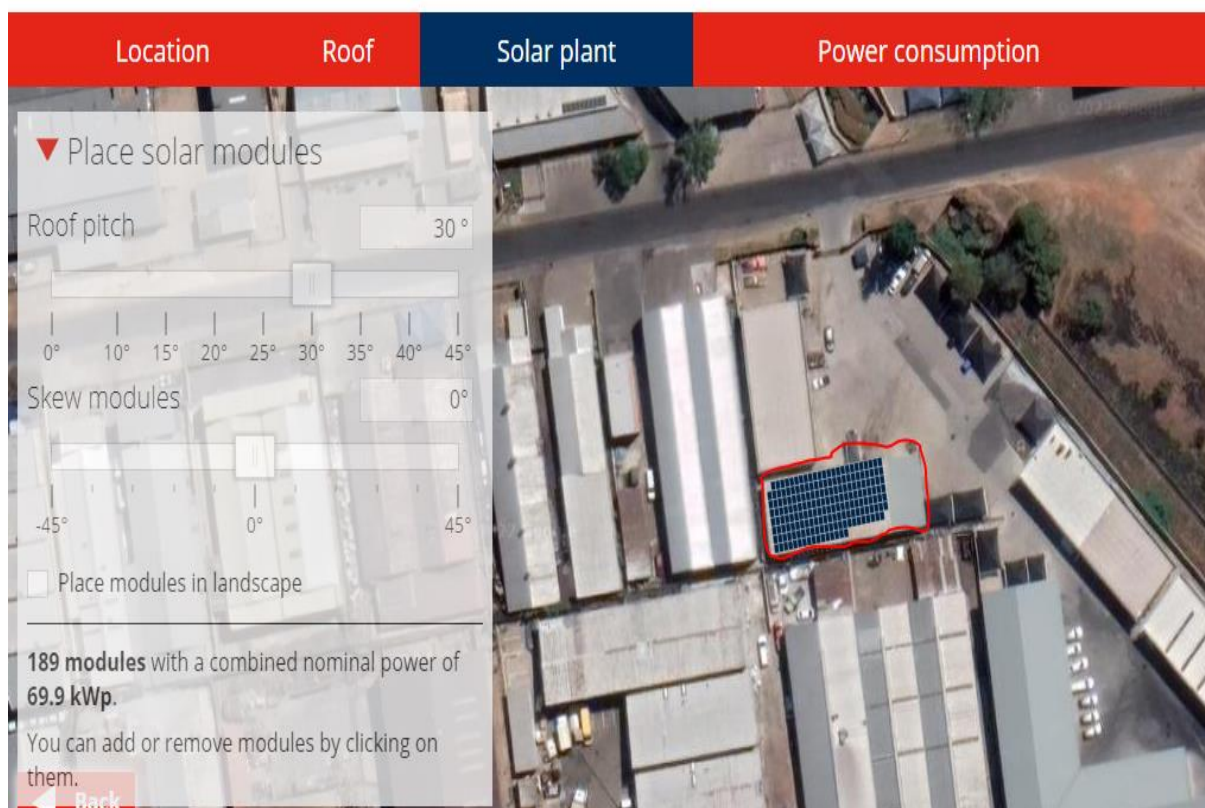 Location Roof Solar plant Power consumption
▼ Place solar modules
Roof pitch 30 °
0° 10° 15° 20° 25° 30° 35° 40° 45°
Skew modules 0°
-45° 0° 45°
Place modules in landscape
189 modules with a combined nominal power of
69.9 kWp.
You can add or remove modules by clicking on
them.
Back